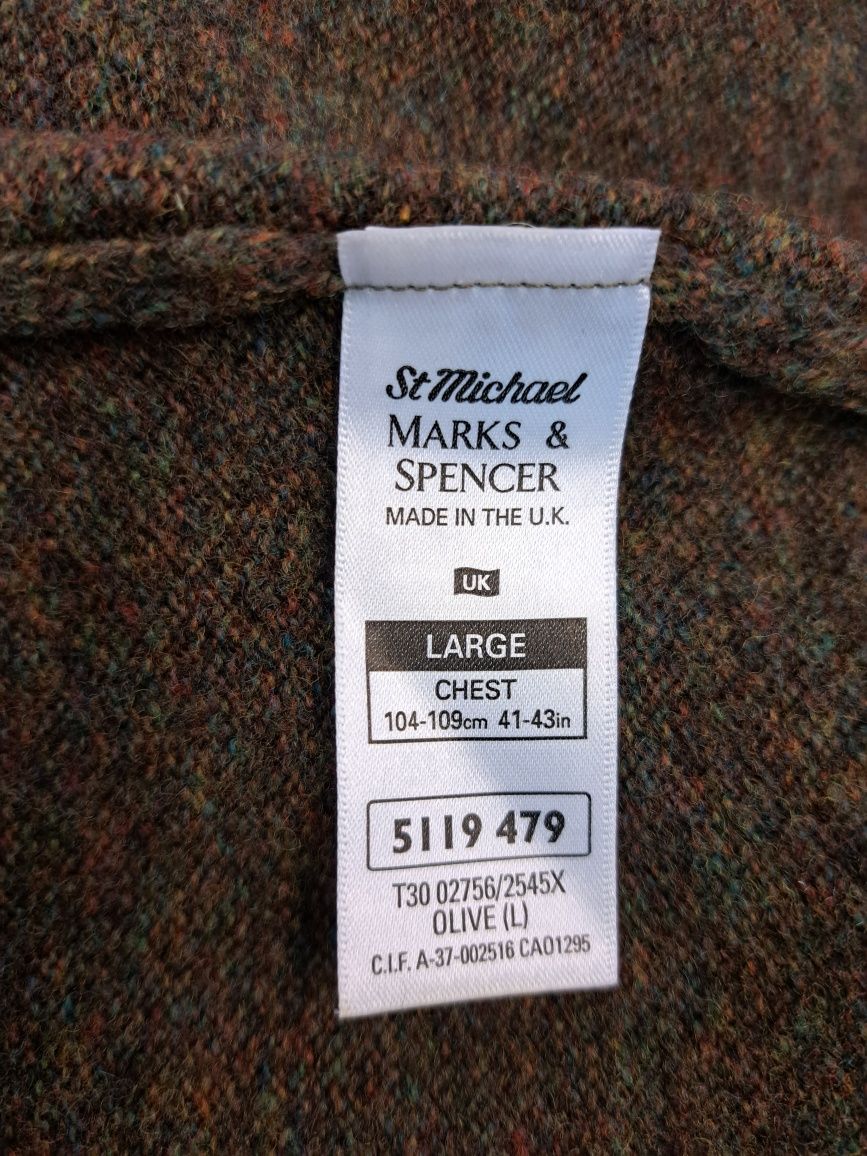 St Michael
MARKS &
SPENCER
MADE IN THE U.K.
UK
LARGE
CHEST
104-109cm 41-43in
5119 479
T30 02756/2545X
OLIVE (L)
C.I.F. A-37-002516 CA01295